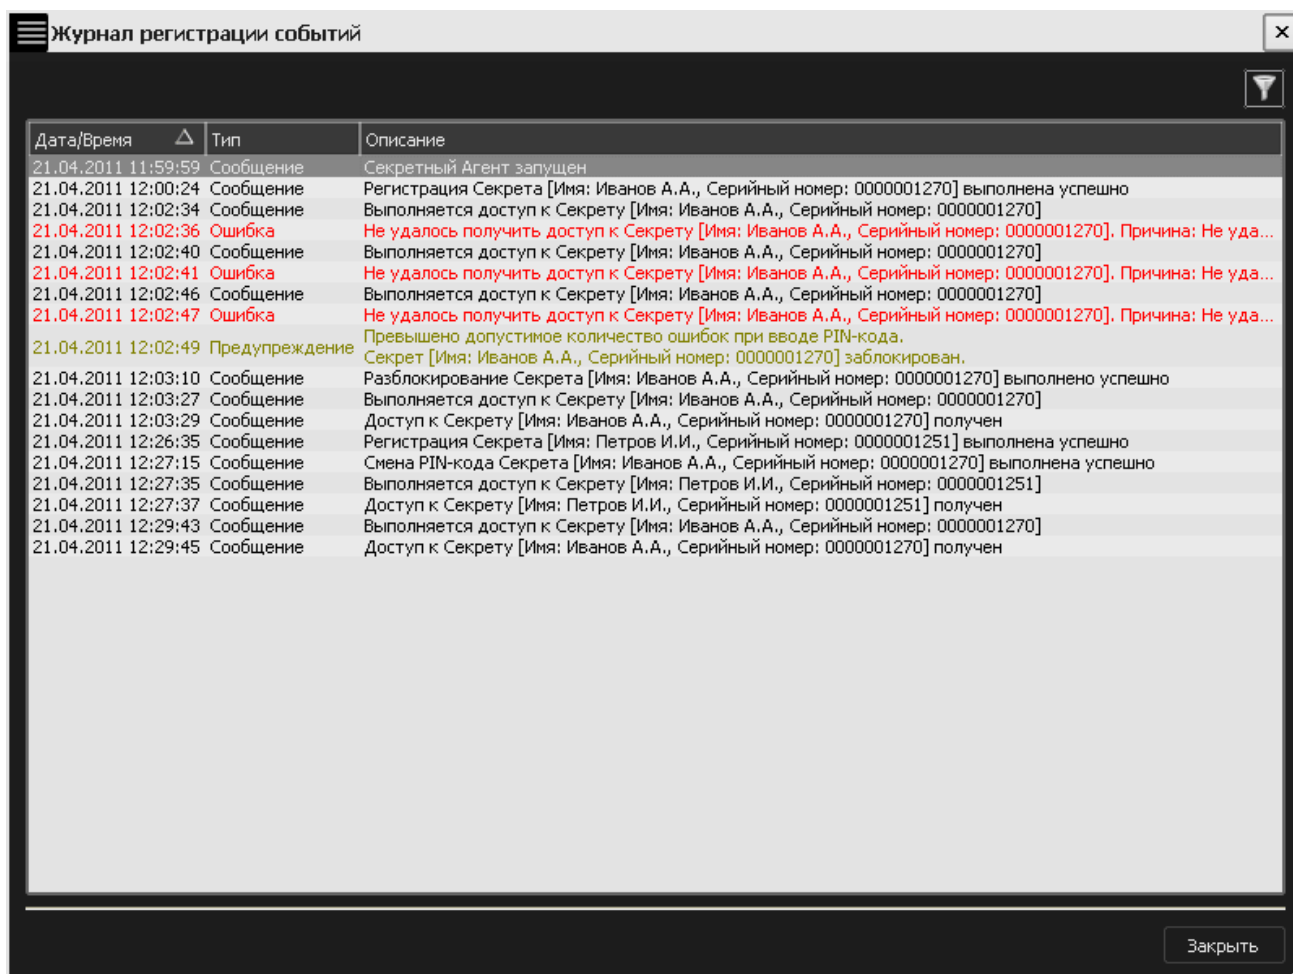 Журнал регистрации событий
Дата/Время Тип Описание
21.04.2011 11:59:59 Сообщение Секретный Агент запущен
21.04.2011 12:00:24 Сообщение Регистрация Секрета [Имя: Иванов А.А., Серийный номер: 0000001270] выполнена успешно
21.04.2011 12:02:34 Сообщение Выполняется доступ к Секрету [Имя: Иванов А.А., Серийный номер: 0000001270]
21.04.2011 12:02:36 Ошибка Не удалось получить доступ к Секрету [Имя: Иванов А.А., Серийный номер: 0000001270]. Причина: Не уда...
21.04.2011 12:02:40 Сообщение Выполняется доступ к Секрету [Имя: Иванов А.А., Серийный номер: 0000001270]
21.04.2011 12:02:41 Ошибка Не удалось получить доступ к Секрету [Имя: Иванов А.А., Серийный номер: 0000001270]. Причина: Не уда...
21.04.2011 12:02:46 Сообщение Выполняется доступ к Секрету [Имя: Иванов А.А., Серийный номер: 0000001270]
21.04.2011 12:02:47 Ошибка Не удалось получить доступ к Секрету [Имя: Иванов А.А., Серийный номер: 0000001270]. Причина: Не уда...
21.04.2011 12:02:49 Предупреждение Превышено допустимое количество ошибок при вводе PIN-кода.
Секрет [Имя: Иванов А.А., Серийный номер: 0000001270] заблокирован.
21.04.2011 12:03:10 Сообщение Разблокирование Секрета [Имя: Иванов А.А., Серийный номер: 0000001270] выполнено успешно
21.04.2011 12:03:27 Сообщение Выполняется доступ к Секрету [Имя: Иванов А.А., Серийный номер: 0000001270]
21.04.2011 12:03:29 Сообщение Доступ к Секрету [Имя: Иванов А.А., Серийный номер: 0000001270] получен
21.04.2011 12:26:35 Сообщение Регистрация Секрета [Имя: Петров И.И., Серийный номер: 0000001251] выполнена успешно
21.04.2011 12:27:15 Сообщение Смена PIN-кода Секрета [Имя: Иванов А.А., Серийный номер: 0000001270] выполнена успешно
21.04.2011 12:27:35 Сообщение Выполняется доступ к Секрету [Имя: Петров И.И., Серийный номер: 0000001251]
21.04.2011 12:27:37 Сообщение Доступ к Секрету [Имя: Петров И.И., Серийный номер: 0000001251] получен
21.04.2011 12:29:43 Сообщение Выполняется доступ к Секрету [Имя: Иванов А.А., Серийный номер: 0000001270]
21.04.2011 12:29:45 Сообщение Доступ к Секрету [Имя: Иванов А.А., Серийный номер: 0000001270] получен
Закрыть